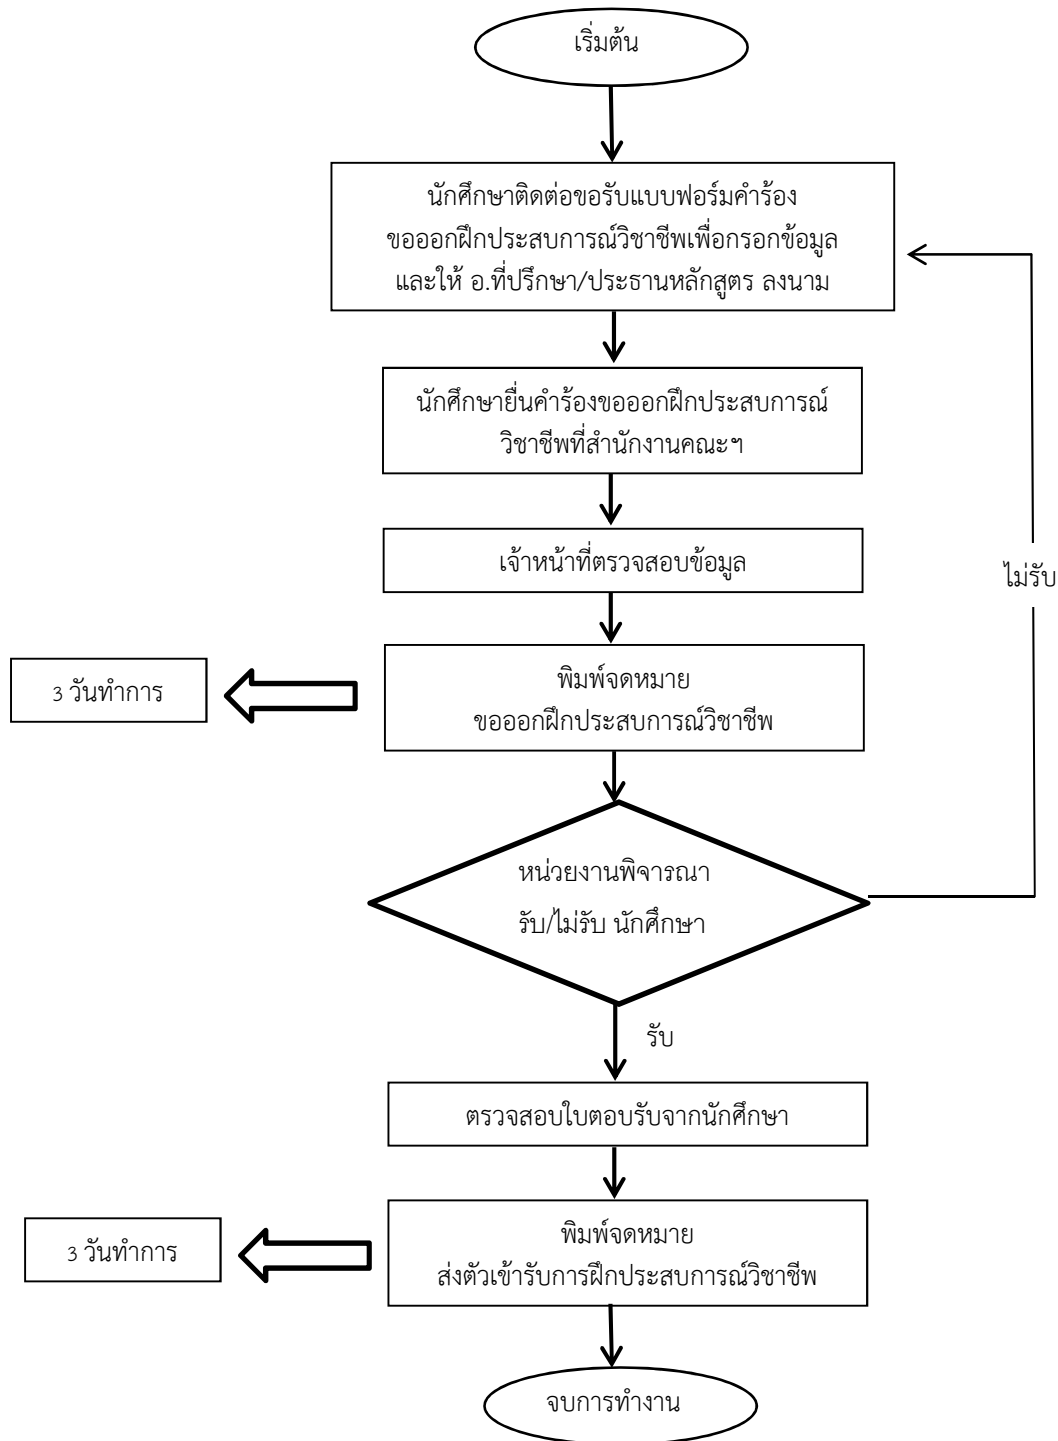 เริ่มต้น
นักศึกษาติดต่อขอรับแบบฟอร์มคำร้อง
ขอออกฝึกประสบการณ์วิชาชีพเพื่อกรอกข้อมูล
และให้ อ.ที่ปรึกษา/ประธานหลักสูตร ลงนาม
นักศึกษายื่นคำร้องขอออกฝึกประสบการณ์
วิชาชีพที่สำนักงานคณะฯ
เจ้าหน้าที่ตรวจสอบข้อมูล
ไม่รับ
พิมพ์จดหมาย
ขอออกฝึกประสบการณ์วิชาชีพ
3 วันทำการ
หน่วยงานพิจารณา
รับ/ไม่รับ นักศึกษา
รับ
ตรวจสอบใบตอบรับจากนักศึกษา
พิมพ์จดหมาย
ส่งตัวเข้ารับการฝึกประสบการณ์วิชาชีพ
3 วันทำการ
จบการทำงาน